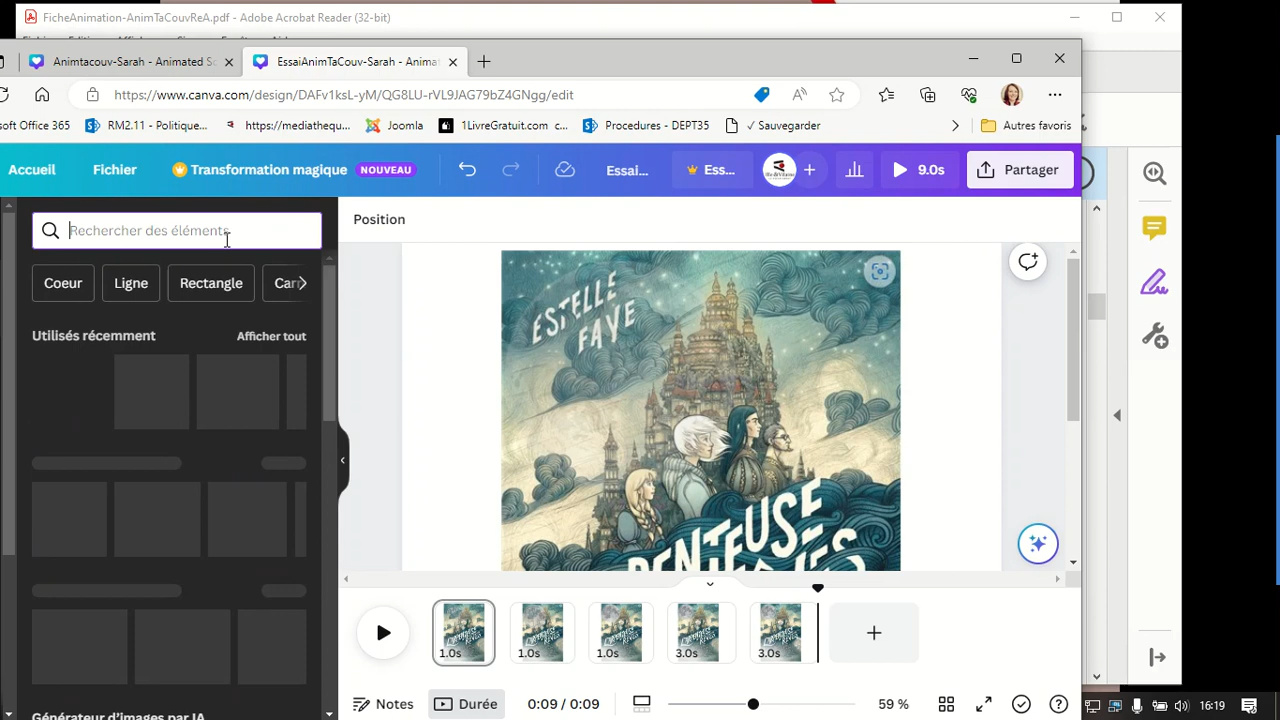 FicheAnimation-AnimTaCouvReA.pdf - Adobe Acrobat Reader (32-bit)
Animtacouv-Sarah - Animated So
EssaiAnimTaCouv-Sarah - Animat
https://www.canva.com/design/DAFv1ksL-yM/QG8LU-rVL9JAG79bZ4GNgg/edit
soft Office 365
RM2.11 - Politique...
https://mediathequ...
Joomla
1LivreGratuit.com c...
Procedures - DEPT35
✓ Sauvegarder
Autres favoris
Accueil
Fichier
Transformation magique
NOUVEAU
Essai...
Ess...
9.0s
Partager
Rechercher des éléments
Position
Coeur
Ligne
Rectangle
Car
Utilisés récemment
Afficher tout
ESTELLE
FAYE
Générateur d'images par IA
1.0s
1.0s
1.0s
3.0s
3.0s
Notes
Durée
0:09 / 0:09
59 %
16:19